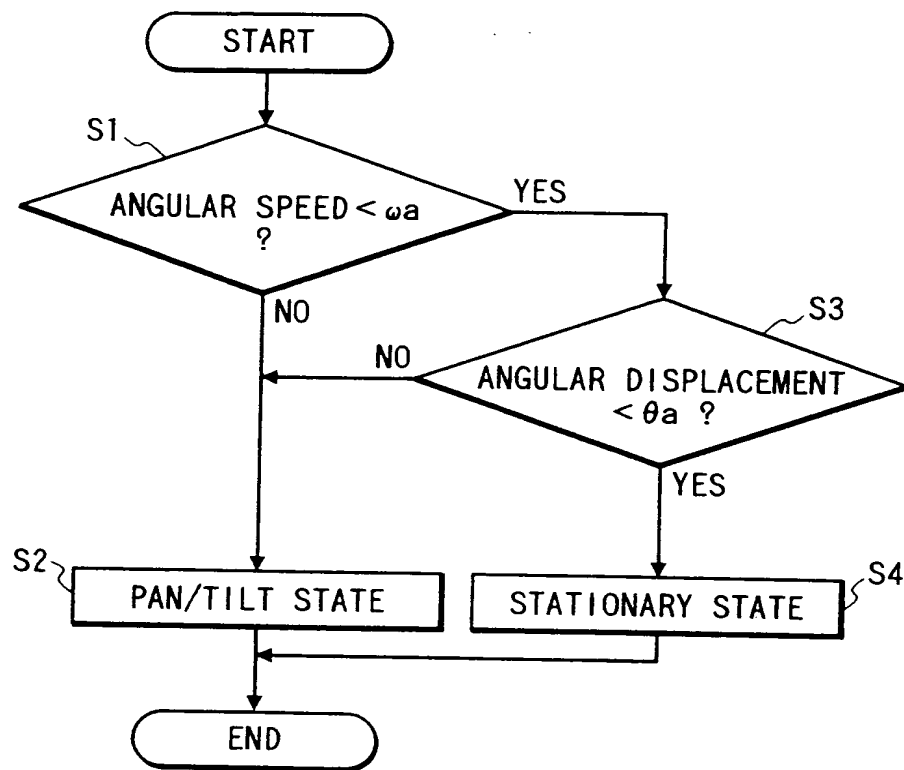 START
S1
ANGULAR SPEED < ωa
?
YES
NO
S3
NO
ANGULAR DISPLACEMENT
< θa ?
YES
S2
PAN/TILT STATE
STATIONARY STATE
S4
END